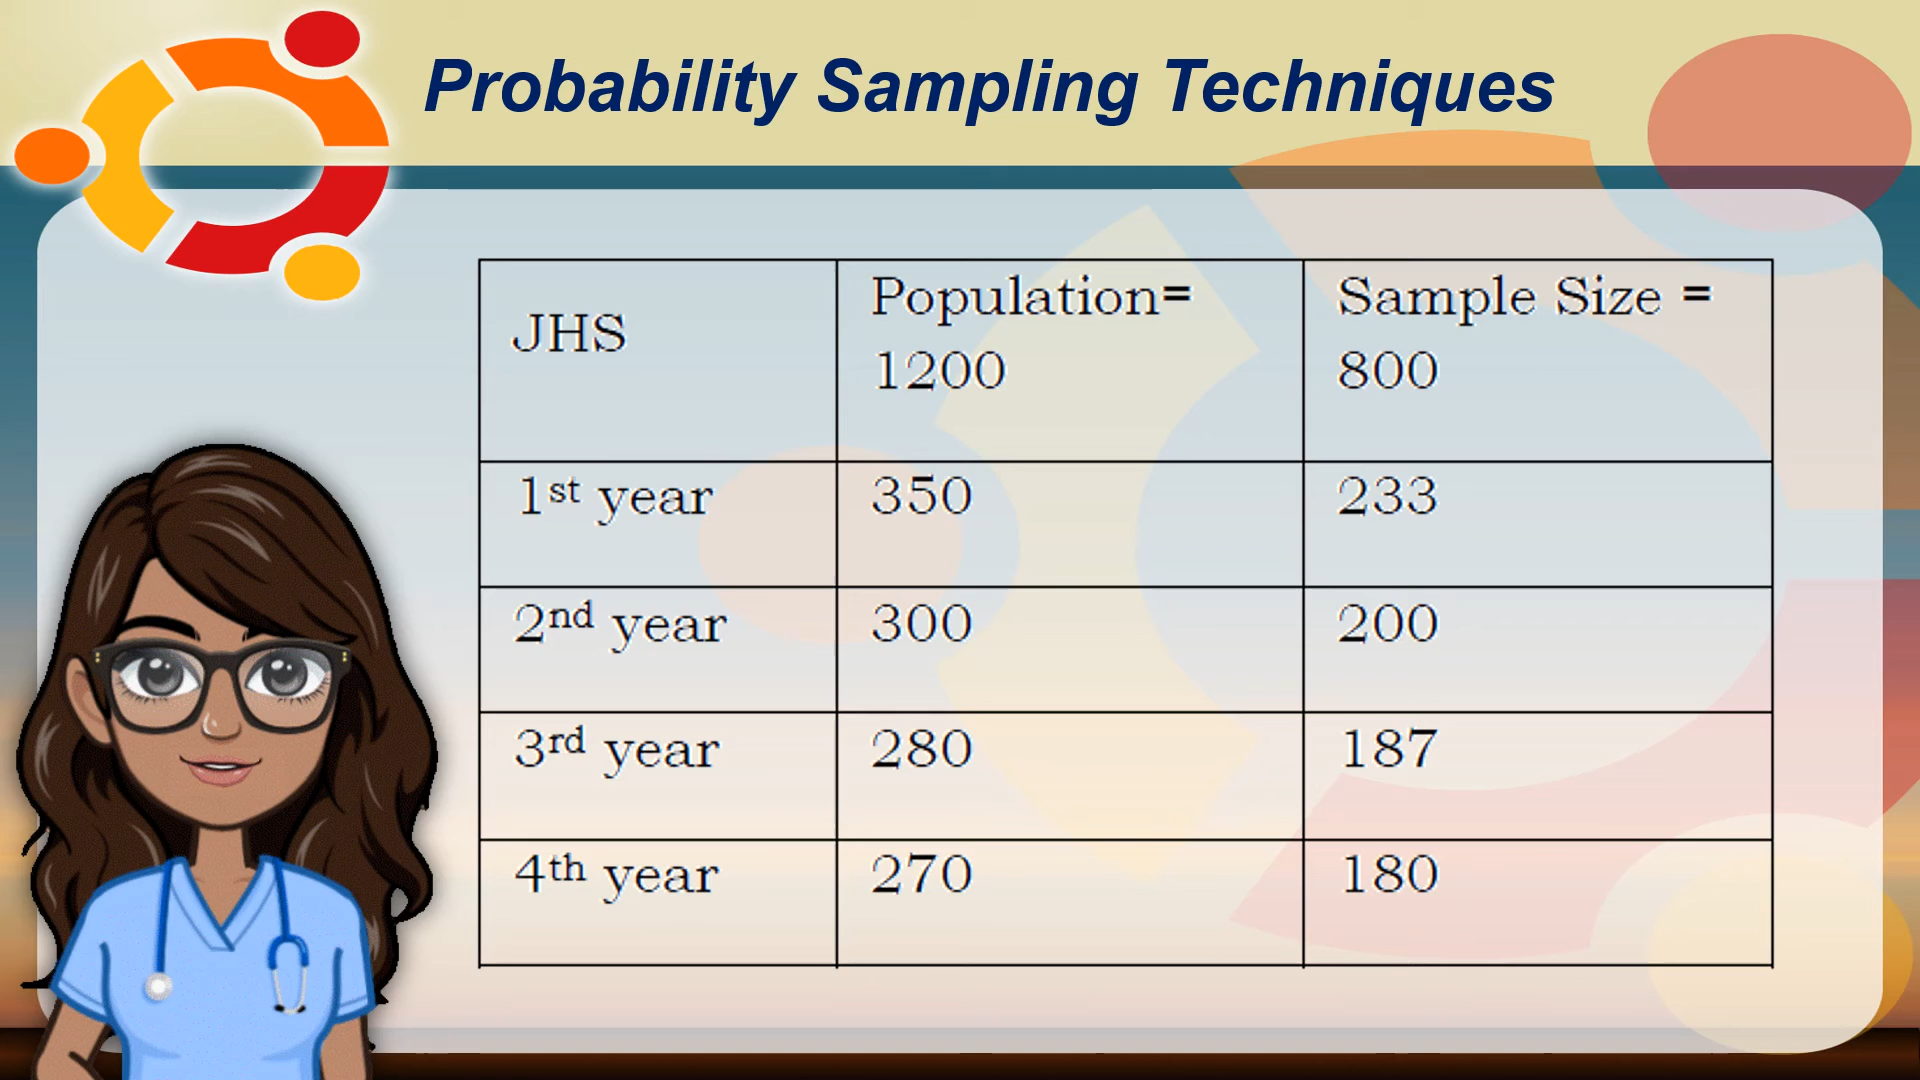 Probability Sampling Techniques
JHS
Population=
1200
Sample Size =
800
1st year
350
233
2nd year
300
200
3rd year
280
187
4th year
270
180